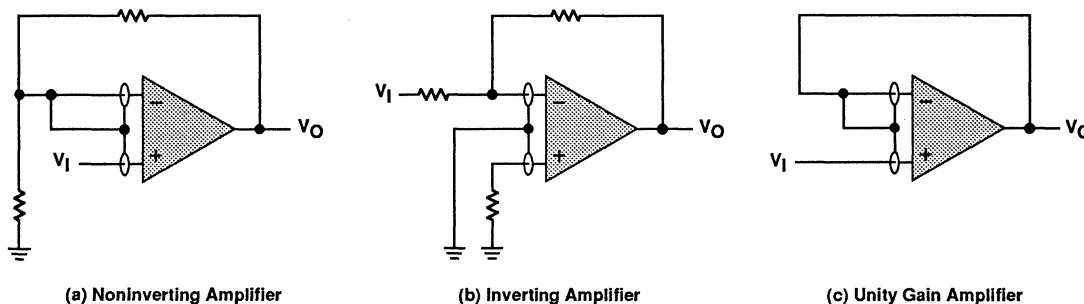 V_I
V_O
(a) Noninverting Amplifier
V_I
V_O
(b) Inverting Amplifier
V_I
V_O
(c) Unity Gain Amplifier